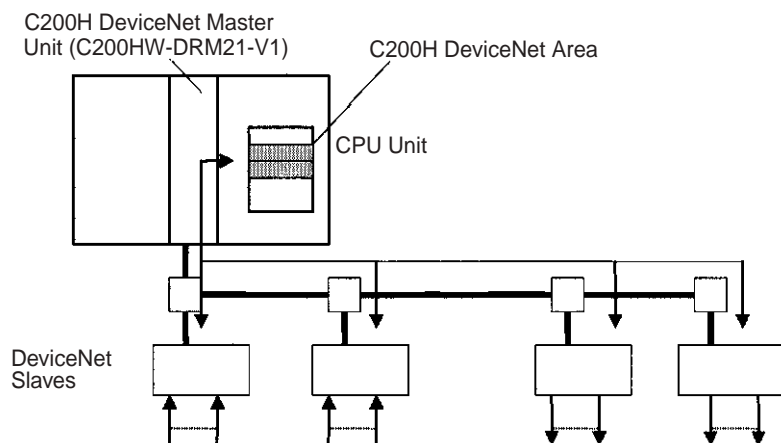 C200H DeviceNet Master
Unit (C200HW-DRM21-V1)
C200H DeviceNet Area
CPU Unit
DeviceNet
Slaves